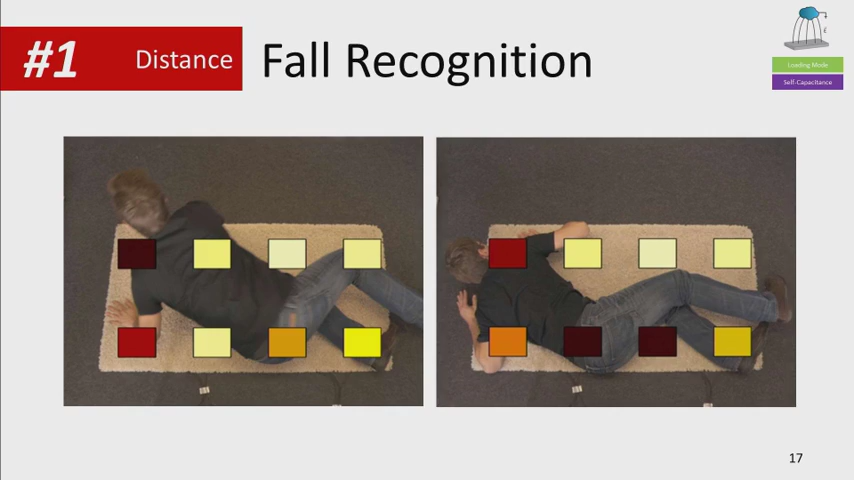 #1
Distance
Fall Recognition
Loading Mode
Self-Capacitance
17